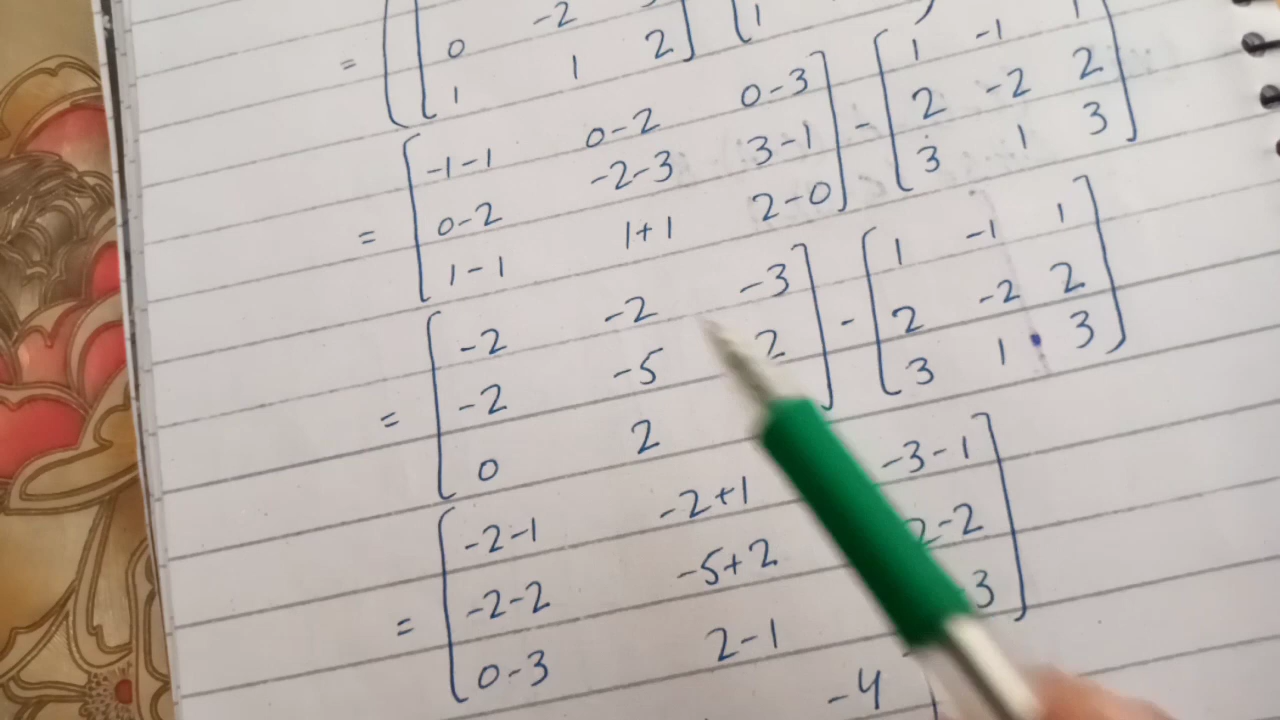 0 -2
= 1 1 2 1
-1-1 0-2 0-3 1 -1 1
= 0-2 -2-3 3-1 - 2 -2 2
1-1 1+1 2-0 3 1 3
-2 -2 -3 1 -1 1
= -2 -5 2 - 2 -2 2
0 2 3 1 3
-2-1 -2+1 -3-1
= -2-2 -5+2 2-2
0-3 2-1 3
-4